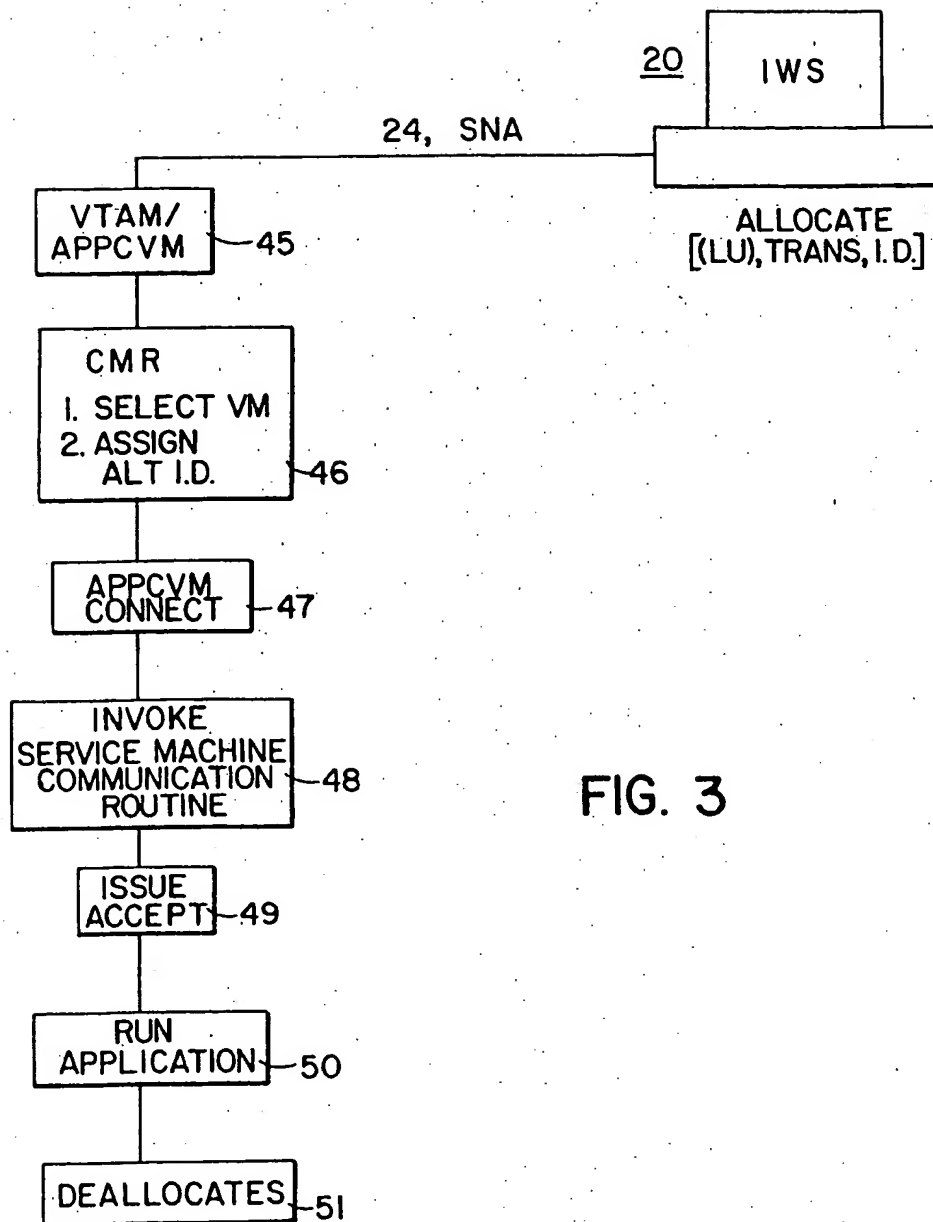 20
IWS
24, SNA
ALLOCATE
[(LU), TRANS, I.D.]
VTAM/
APPCVM
45
CMR
1. SELECT VM
2. ASSIGN
ALT I.D.
46
APPCVM
CONNECT
47
INVOKE
SERVICE MACHINE
COMMUNICATION
ROUTINE
48
FIG. 3
ISSUE
ACCEPT
49
RUN
APPLICATION
50
DEALLOCATES
51